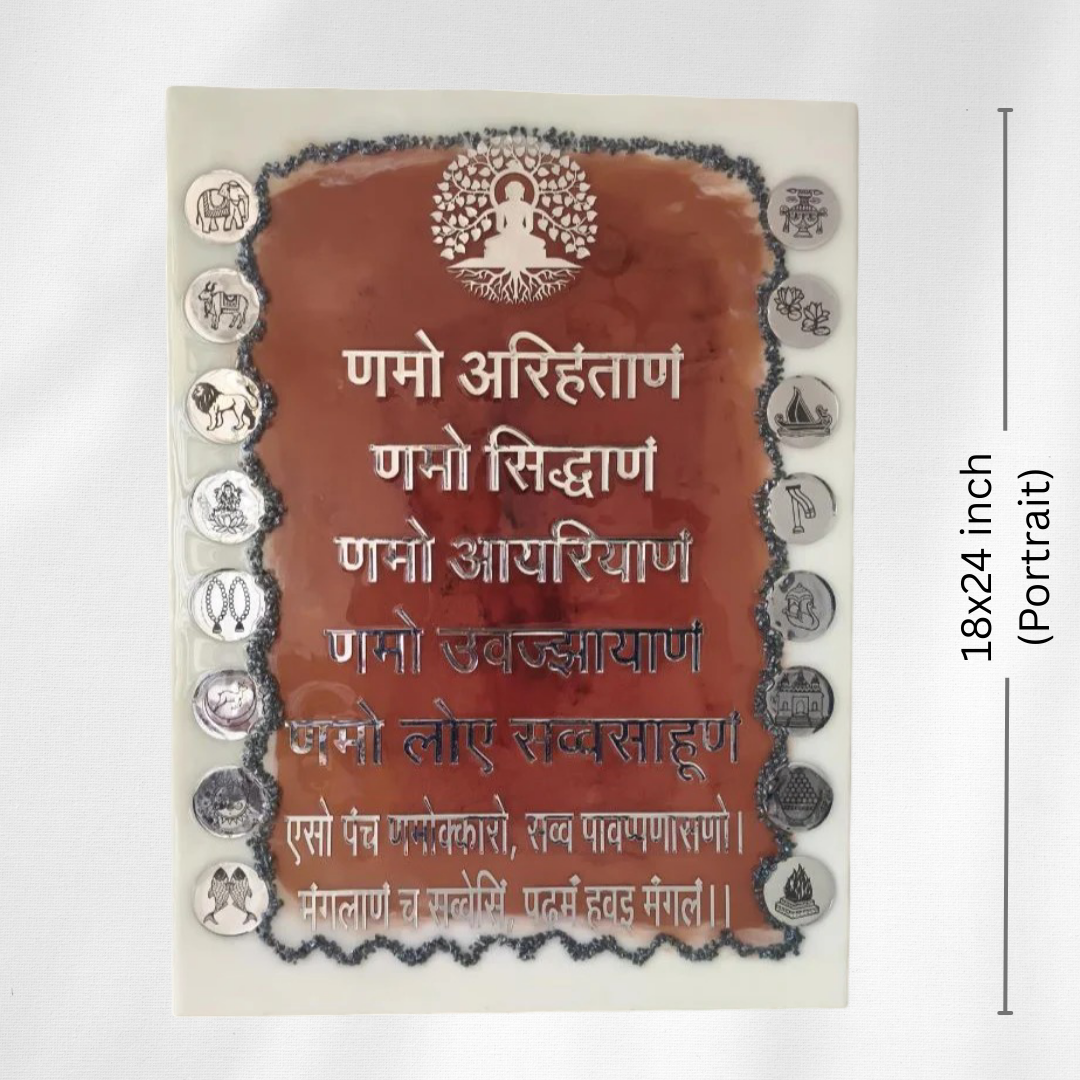 णमो अरिहंताणं
णमो सिद्धाणं
णमो आयरियाणं
णमो उवज्झायाणं
णमो लोए सव्वसाहूणं
एसो पंच णमोक्कारो, सव्व पावप्पणासणो।
मंगलाणं च सव्वेसिं, पढमं हवइ मंगलं।।
18x24 inch
(Portrait)